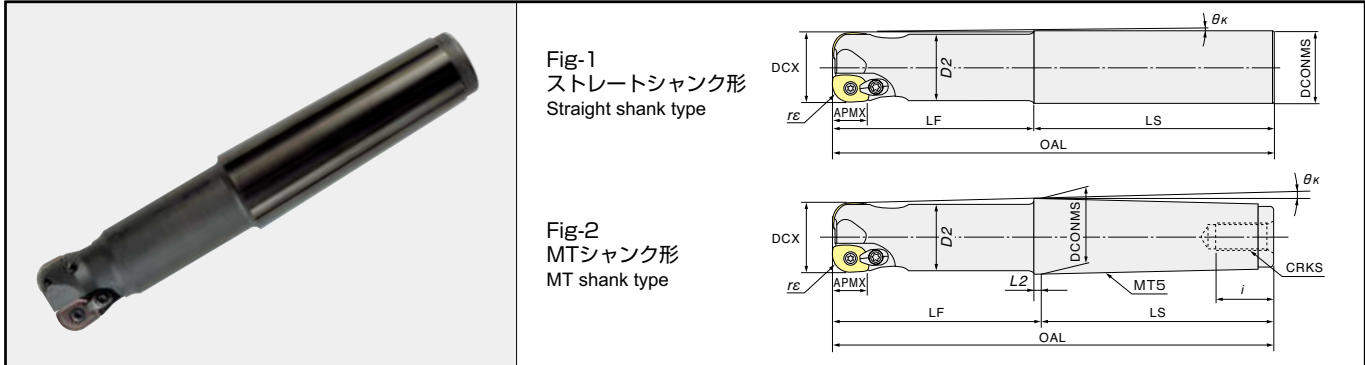 Fig-1
ストレートシャンク形
Straight shank type
θκ
DCX
D2
DCONMS
rε
APMX
LF
LS
OAL
Fig-2
MTシャンク形
MT shank type
θκ
DCX
D2
DCONMS
CRKS
rε
APMX
L2
MT5
i
LF
LS
OAL